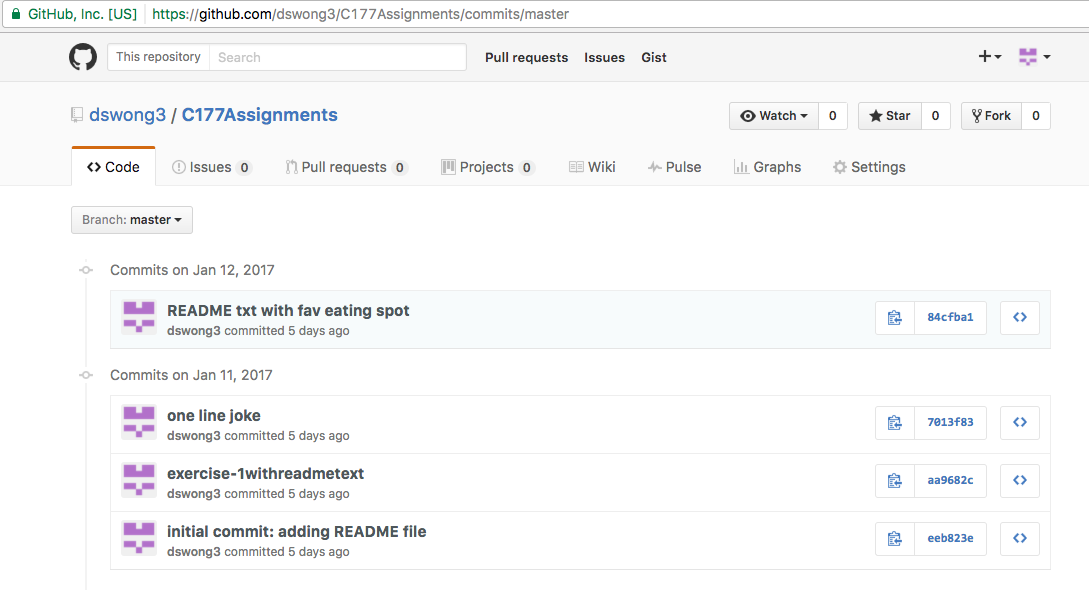 GitHub, Inc. [US] https://github.com/dswong3/C177Assignments/commits/master
This repository Search Pull requests Issues Gist
dswong3 / C177Assignments Watch 0 Star 0 Fork 0
Code Issues 0 Pull requests 0 Projects 0 Wiki Pulse Graphs Settings
Branch: master
Commits on Jan 12, 2017
README txt with fav eating spot
84cfba1
dswong3 committed 5 days ago
Commits on Jan 11, 2017
one line joke
7013f83
dswong3 committed 5 days ago
exercise-1withreadmetext
aa9682c
dswong3 committed 5 days ago
initial commit: adding README file
eeb823e
dswong3 committed 5 days ago